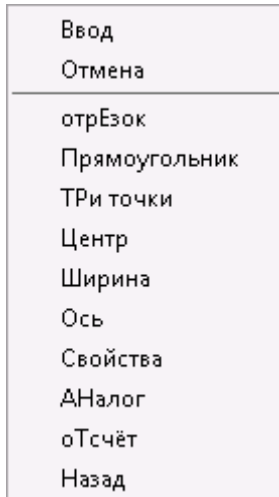 Ввод
Отмена
отрЕзок
Прямоугольник
ТРи точки
Центр
Ширина
Ось
Свойства
АНалог
оТсчёт
Назад